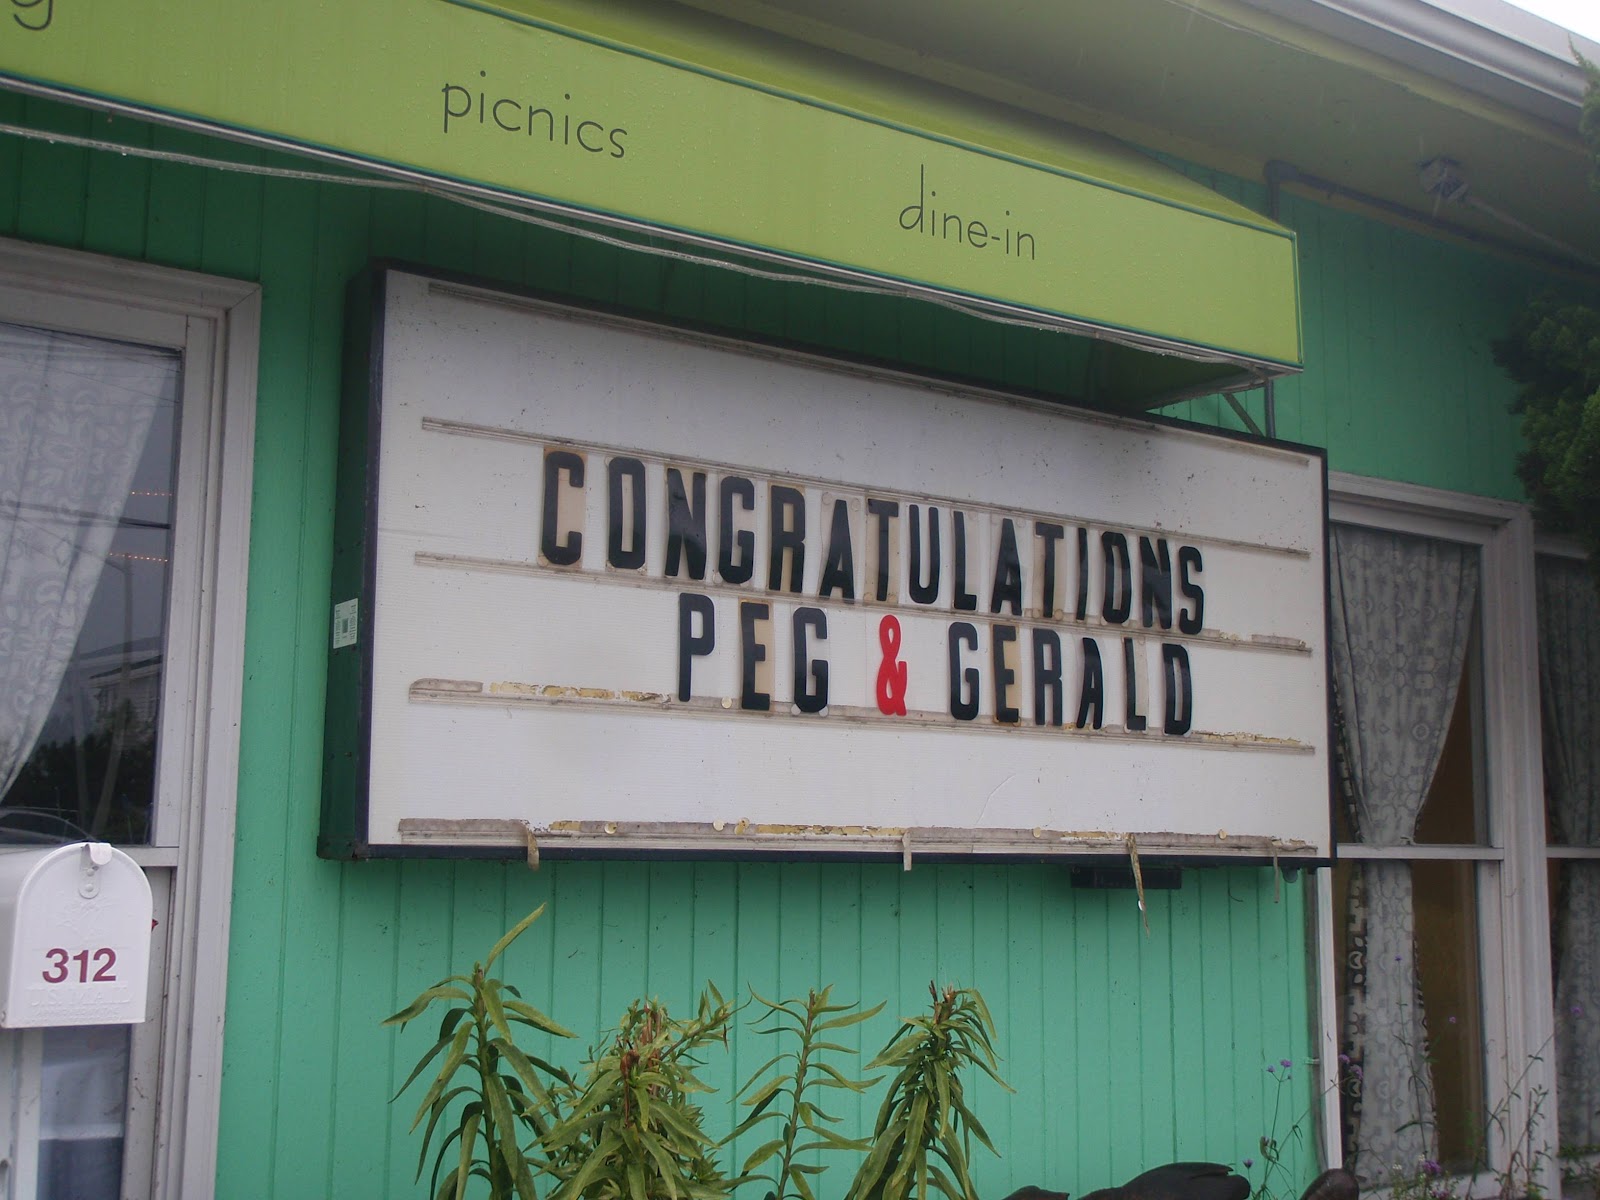 picnics
dine-in
CONGRATULATIONS
PEG & GERALD
312